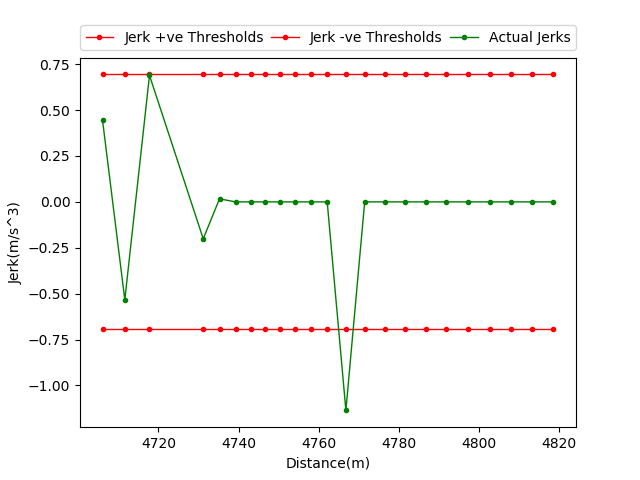 Jerk +ve Thresholds Jerk -ve Thresholds Actual Jerks
0.75
0.50
0.25
0.00
−0.25
−0.50
−0.75
−1.00
Jerk(m/s^3)
4720 4740 4760 4780 4800 4820
Distance(m)